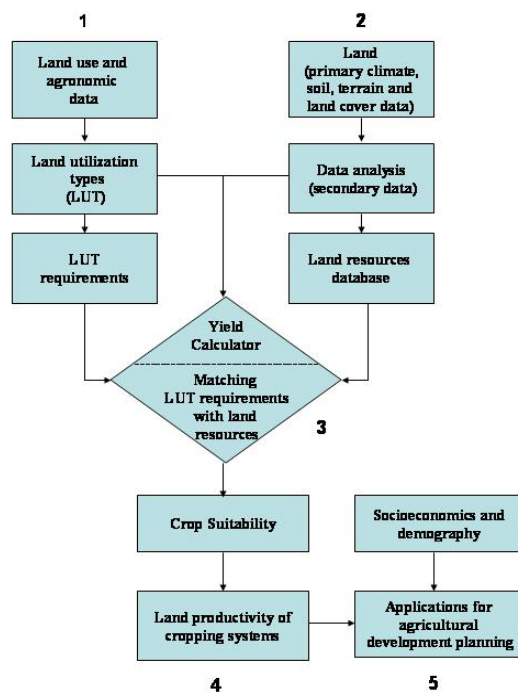 1
2
Land use and
agronomic
data
Land
(primary climate,
soil, terrain and
land cover data)
Land utilization
types
(LUT)
Data analysis
(secondary data)
LUT
requirements
Land resources
database
Yield
Calculator
Matching
LUT requirements
with land
resources
3
Crop Suitability
Socioeconomics and
demography
Land productivity of
cropping systems
Applications for
agricultural
development planning
4
5